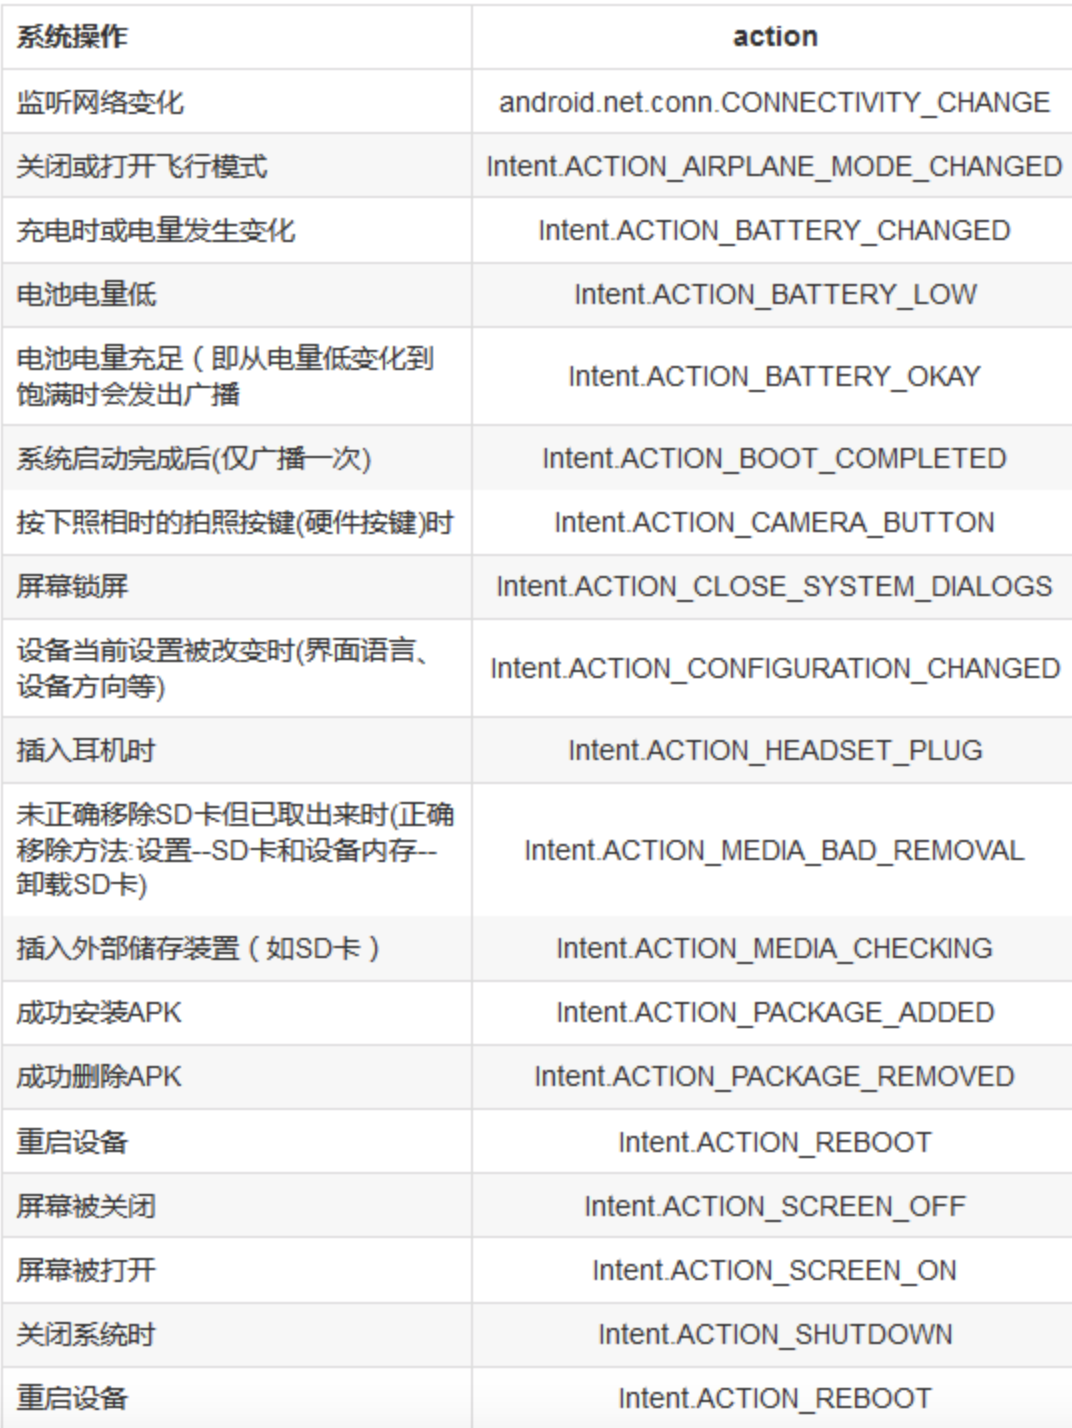 系统操作 action
监听网络变化 android.net.conn.CONNECTIVITY_CHANGE
关闭或打开飞行模式 Intent.ACTION_AIRPLANE_MODE_CHANGED
充电时或电量发生变化 Intent.ACTION_BATTERY_CHANGED
电池电量低 Intent.ACTION_BATTERY_LOW
电池电量充足（即从电量低变化到
饱满时会发出广播 Intent.ACTION_BATTERY_OKAY
系统启动完成后(仅广播一次) Intent.ACTION_BOOT_COMPLETED
按下照相时的拍照按键(硬件按键)时 Intent.ACTION_CAMERA_BUTTON
屏幕锁屏 Intent.ACTION_CLOSE_SYSTEM_DIALOGS
设备当前设置被改变时(界面语言、
设备方向等) Intent.ACTION_CONFIGURATION_CHANGED
插入耳机时 Intent.ACTION_HEADSET_PLUG
未正确移除SD卡但已取出来时(正确
移除方法:设置--SD卡和设备内存--
卸载SD卡) Intent.ACTION_MEDIA_BAD_REMOVAL
插入外部储存装置（如SD卡） Intent.ACTION_MEDIA_CHECKING
成功安装APK Intent.ACTION_PACKAGE_ADDED
成功删除APK Intent.ACTION_PACKAGE_REMOVED
重启设备 Intent.ACTION_REBOOT
屏幕被关闭 Intent.ACTION_SCREEN_OFF
屏幕被打开 Intent.ACTION_SCREEN_ON
关闭系统时 Intent.ACTION_SHUTDOWN
重启设备 Intent.ACTION_REBOOT